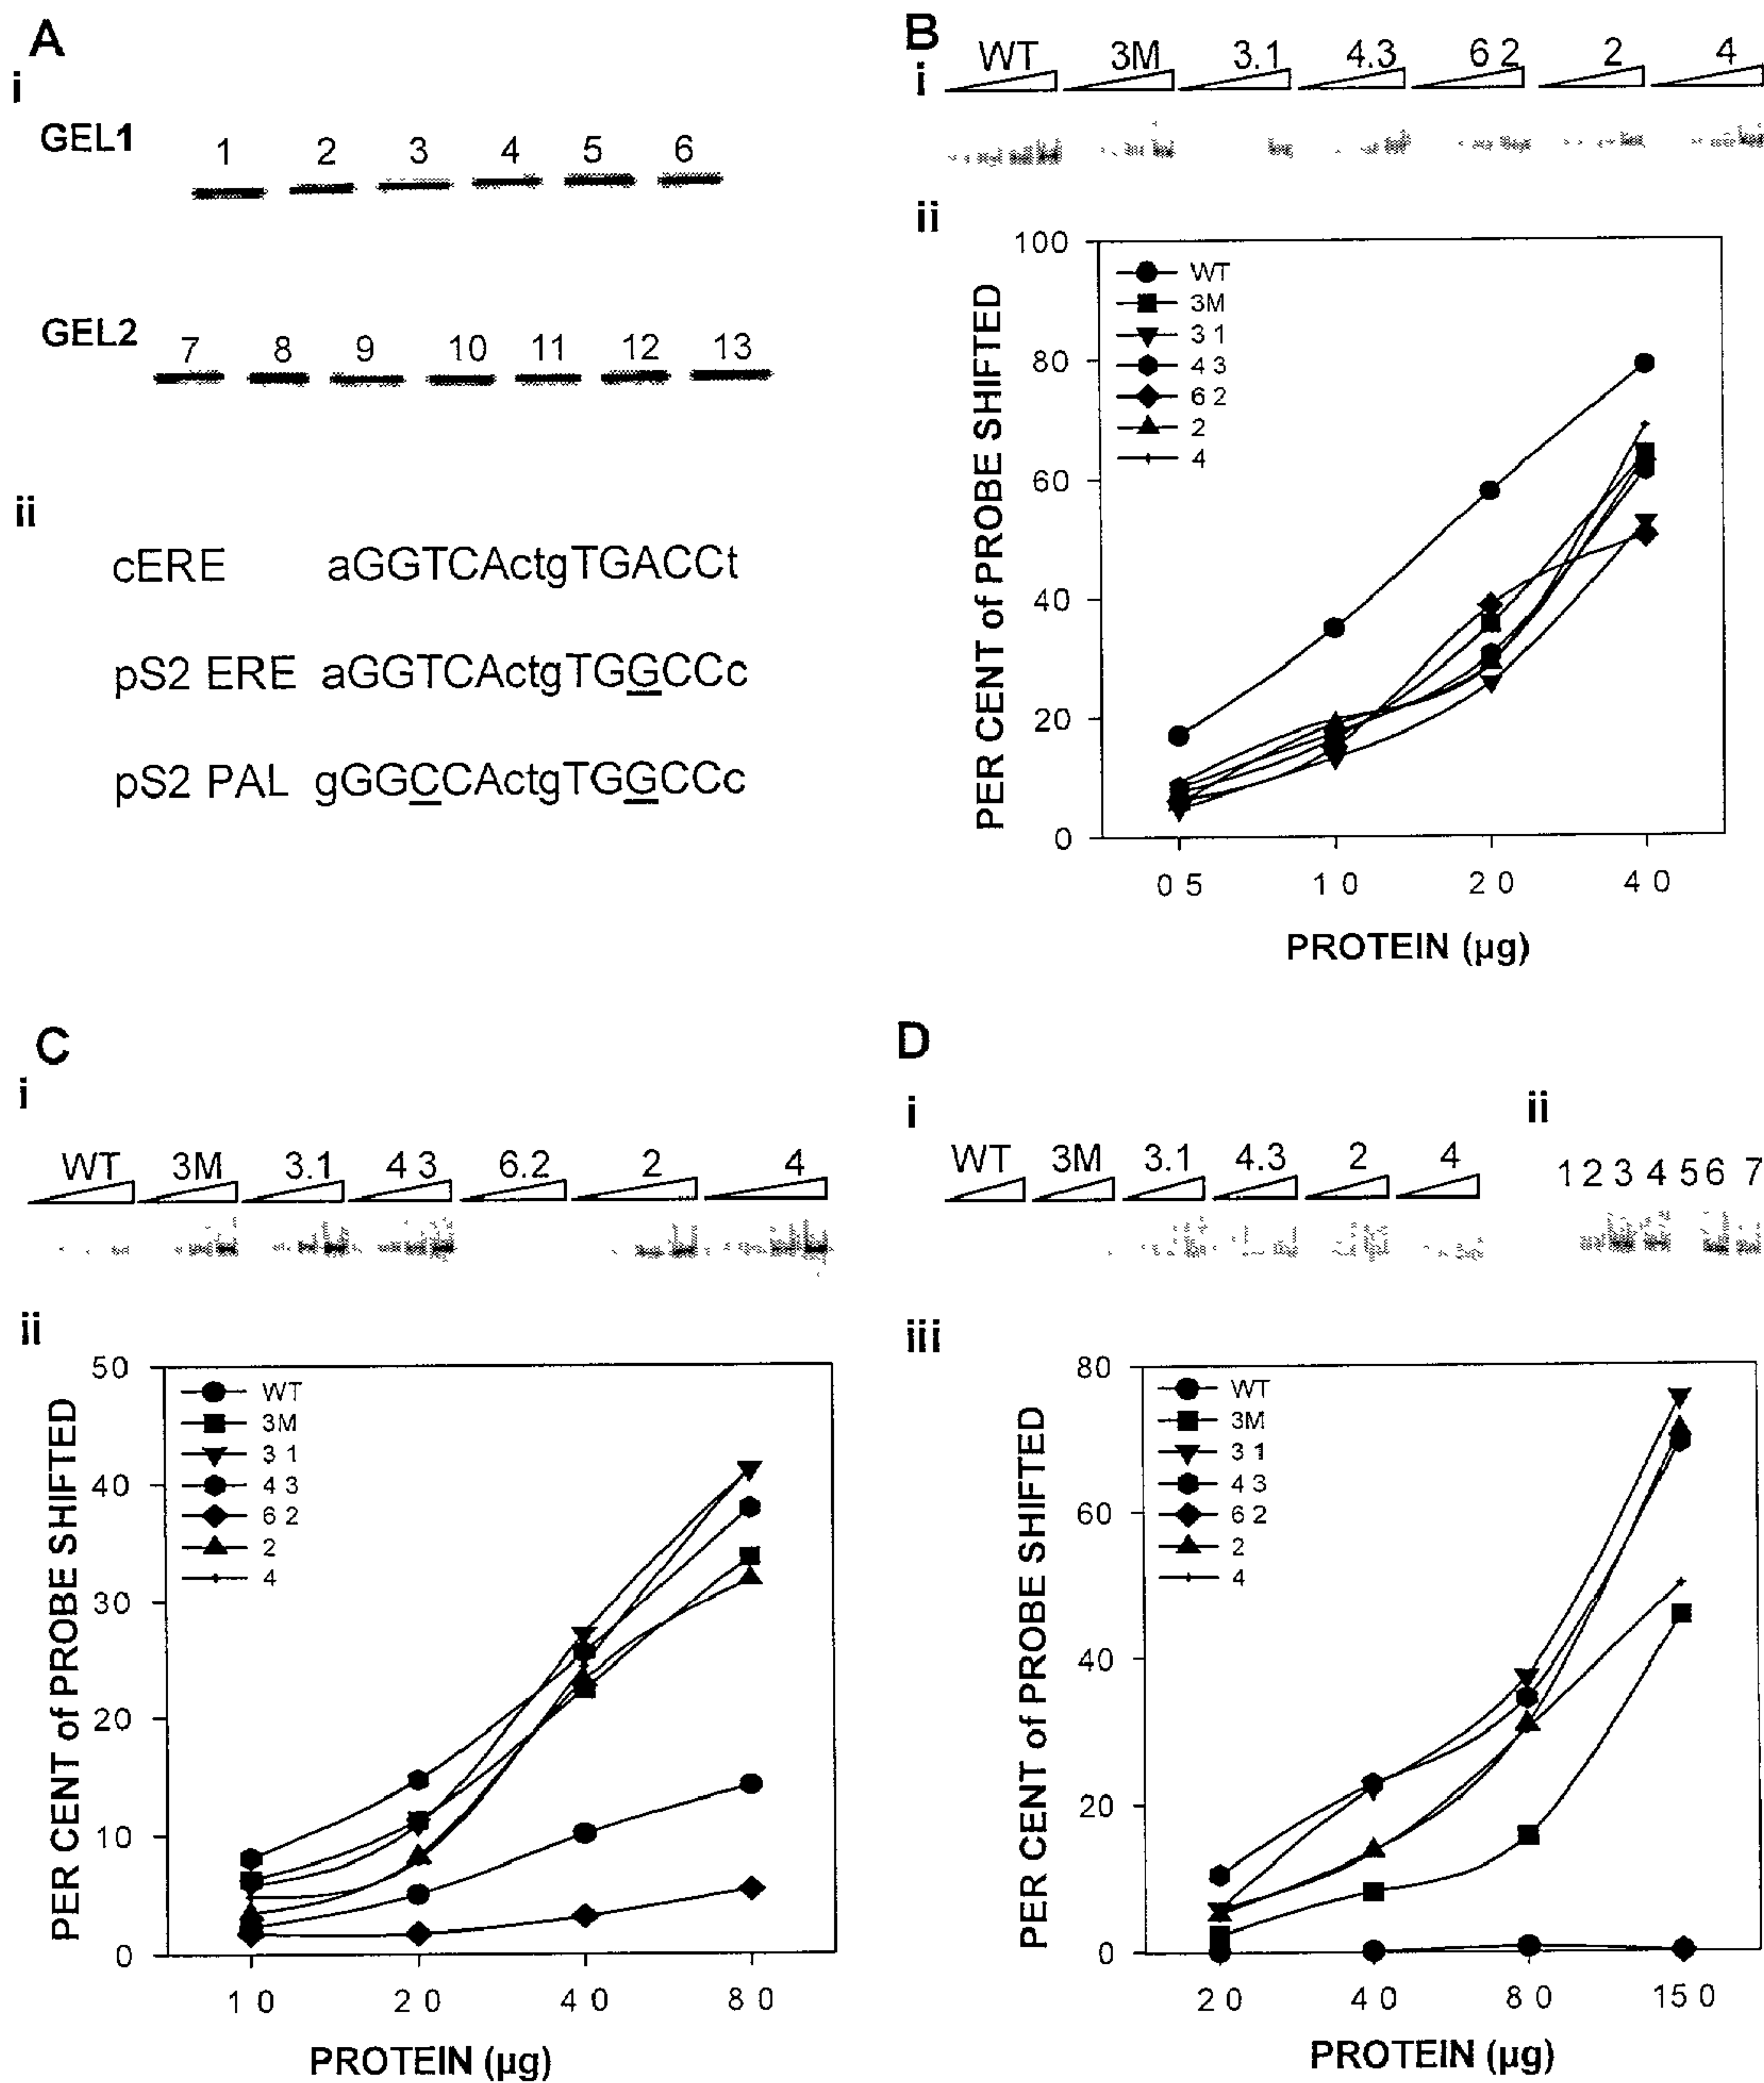 A
i
GEL1
1 2 3 4 5 6
GEL2
7 8 9 10 11 12 13
ii
cERE aGGTCActgTGACCt
pS2 ERE aGGTCActgTGGCCc
pS2 PAL gGGCCActgTGGCCc
B
i
WT 3M 3.1 4.3 6 2 2 4
ii
PER CENT of PROBE SHIFTED
100
80
60
40
20
0
WT
3M
3 1
4 3
6 2
2
4
0 5 1 0 2 0 4 0
PROTEIN (µg)
C
i
WT 3M 3.1 4 3 6.2 2 4
ii
PER CENT of PROBE SHIFTED
50
40
30
20
10
0
WT
3M
3 1
4 3
6 2
2
4
1 0 2 0 4 0 8 0
PROTEIN (µg)
D
i
WT 3M 3.1 4.3 2 4
ii
1 2 3 4 5 6 7
iii
PER CENT of PROBE SHIFTED
80
60
40
20
0
WT
3M
3 1
4 3
6 2
2
4
2 0 4 0 8 0 15 0
PROTEIN (µg)